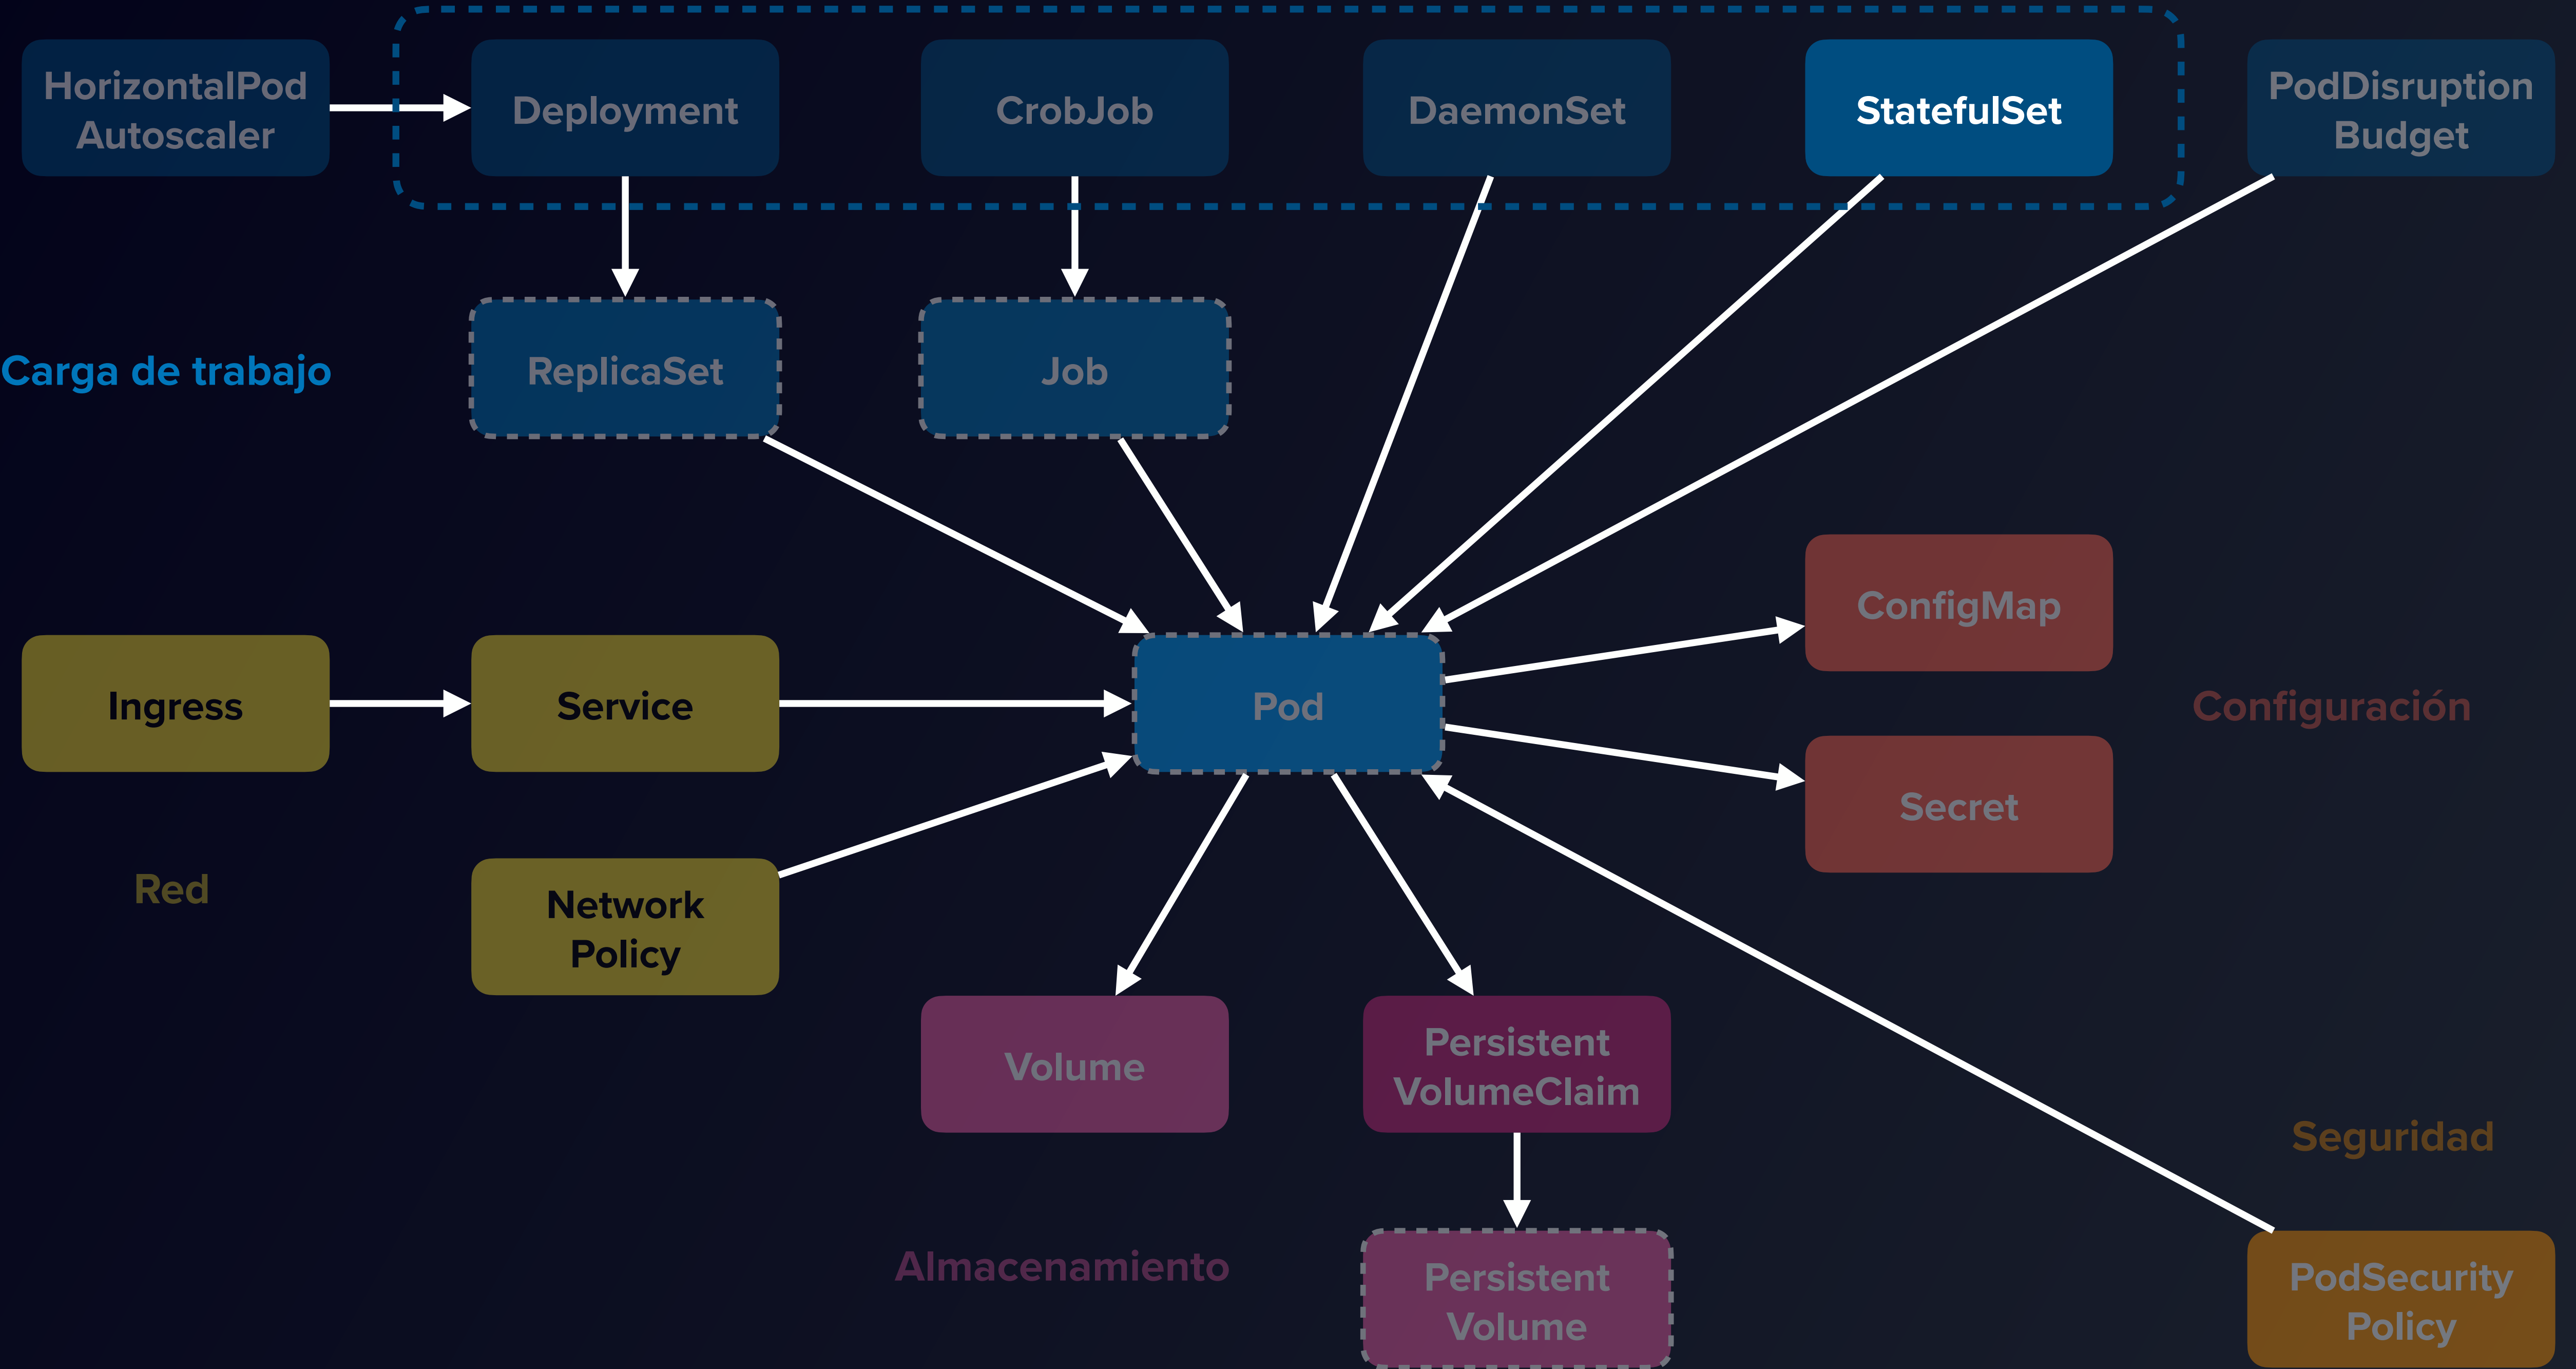 HorizontalPod
Autoscaler
Deployment
CrobJob
DaemonSet
StatefulSet
PodDisruption
Budget
Carga de trabajo
ReplicaSet
Job
ConfigMap
Ingress
Service
Pod
Configuración
Secret
Red
Network
Policy
Volume
Persistent
VolumeClaim
Seguridad
Almacenamiento
Persistent
Volume
PodSecurity
Policy